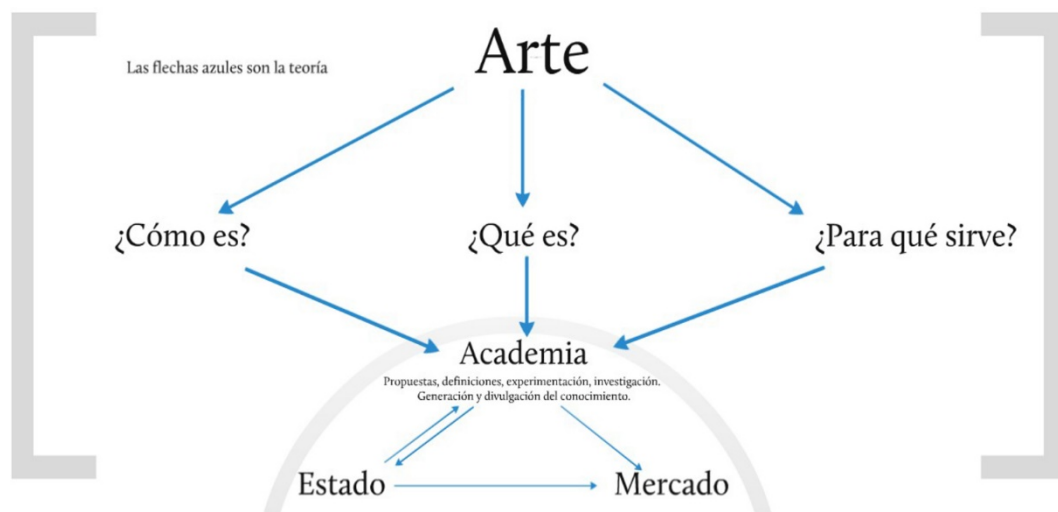 Arte
Las flechas azules son la teoría
¿Cómo es?
¿Qué es?
¿Para qué sirve?
Academia
Propuestas, definiciones, experimentación, investigación.
Generación y divulgación del conocimiento.
Estado
Mercado